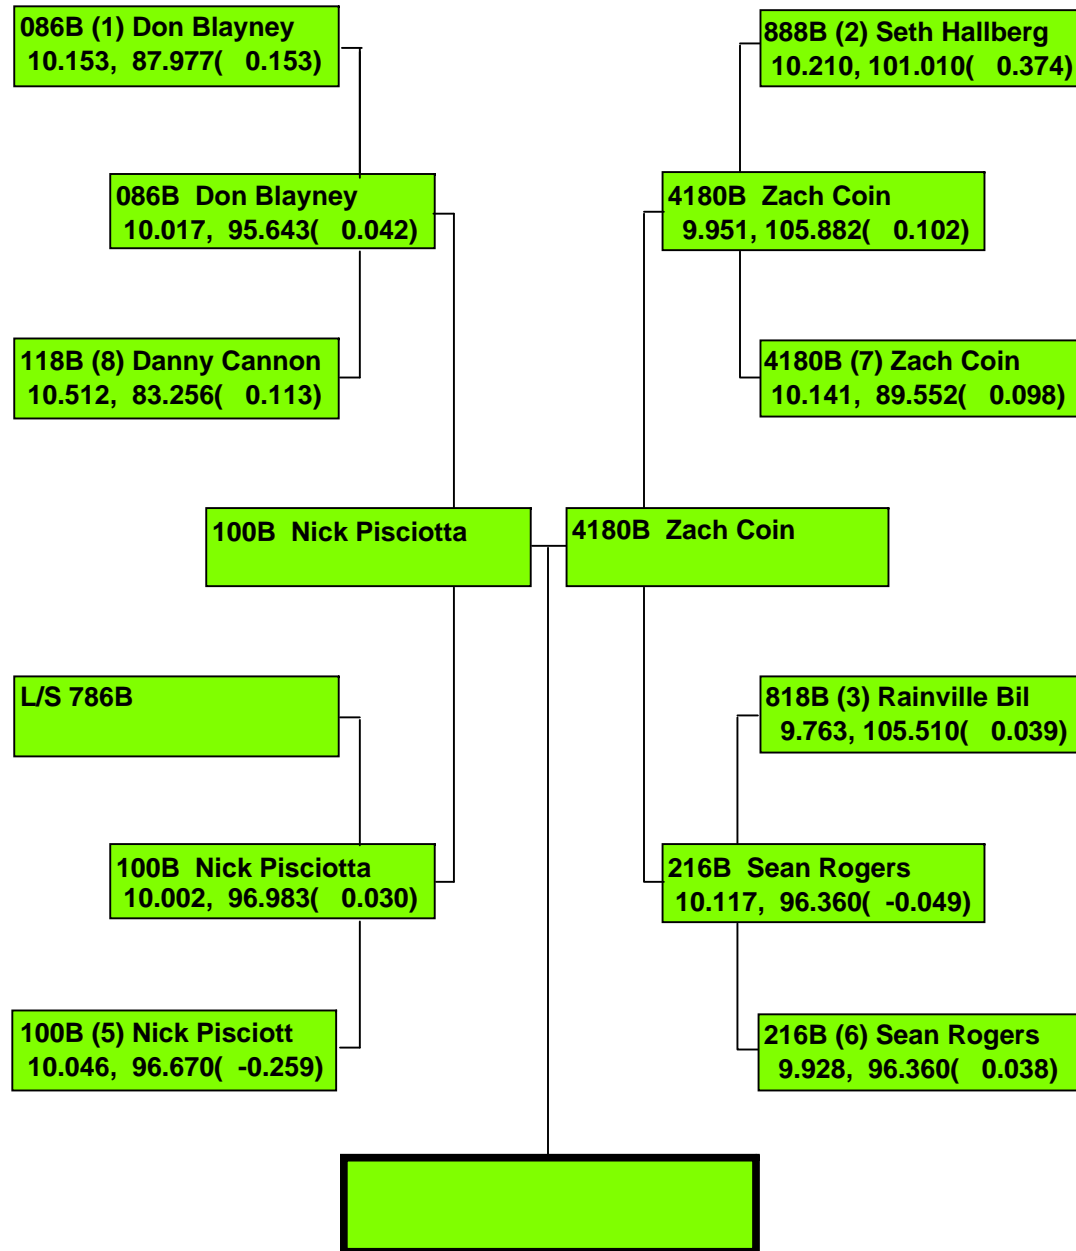 086B (1) Don Blayney
10.153, 87.977( 0.153)
888B (2) Seth Hallberg
10.210, 101.010( 0.374)
086B Don Blayney
10.017, 95.643( 0.042)
4180B Zach Coin
9.951, 105.882( 0.102)
118B (8) Danny Cannon
10.512, 83.256( 0.113)
4180B (7) Zach Coin
10.141, 89.552( 0.098)
100B Nick Pisciotta
4180B Zach Coin
L/S 786B
818B (3) Rainville Bil
9.763, 105.510( 0.039)
100B Nick Pisciotta
10.002, 96.983( 0.030)
216B Sean Rogers
10.117, 96.360( -0.049)
100B (5) Nick Pisciott
10.046, 96.670( -0.259)
216B (6) Sean Rogers
9.928, 96.360( 0.038)